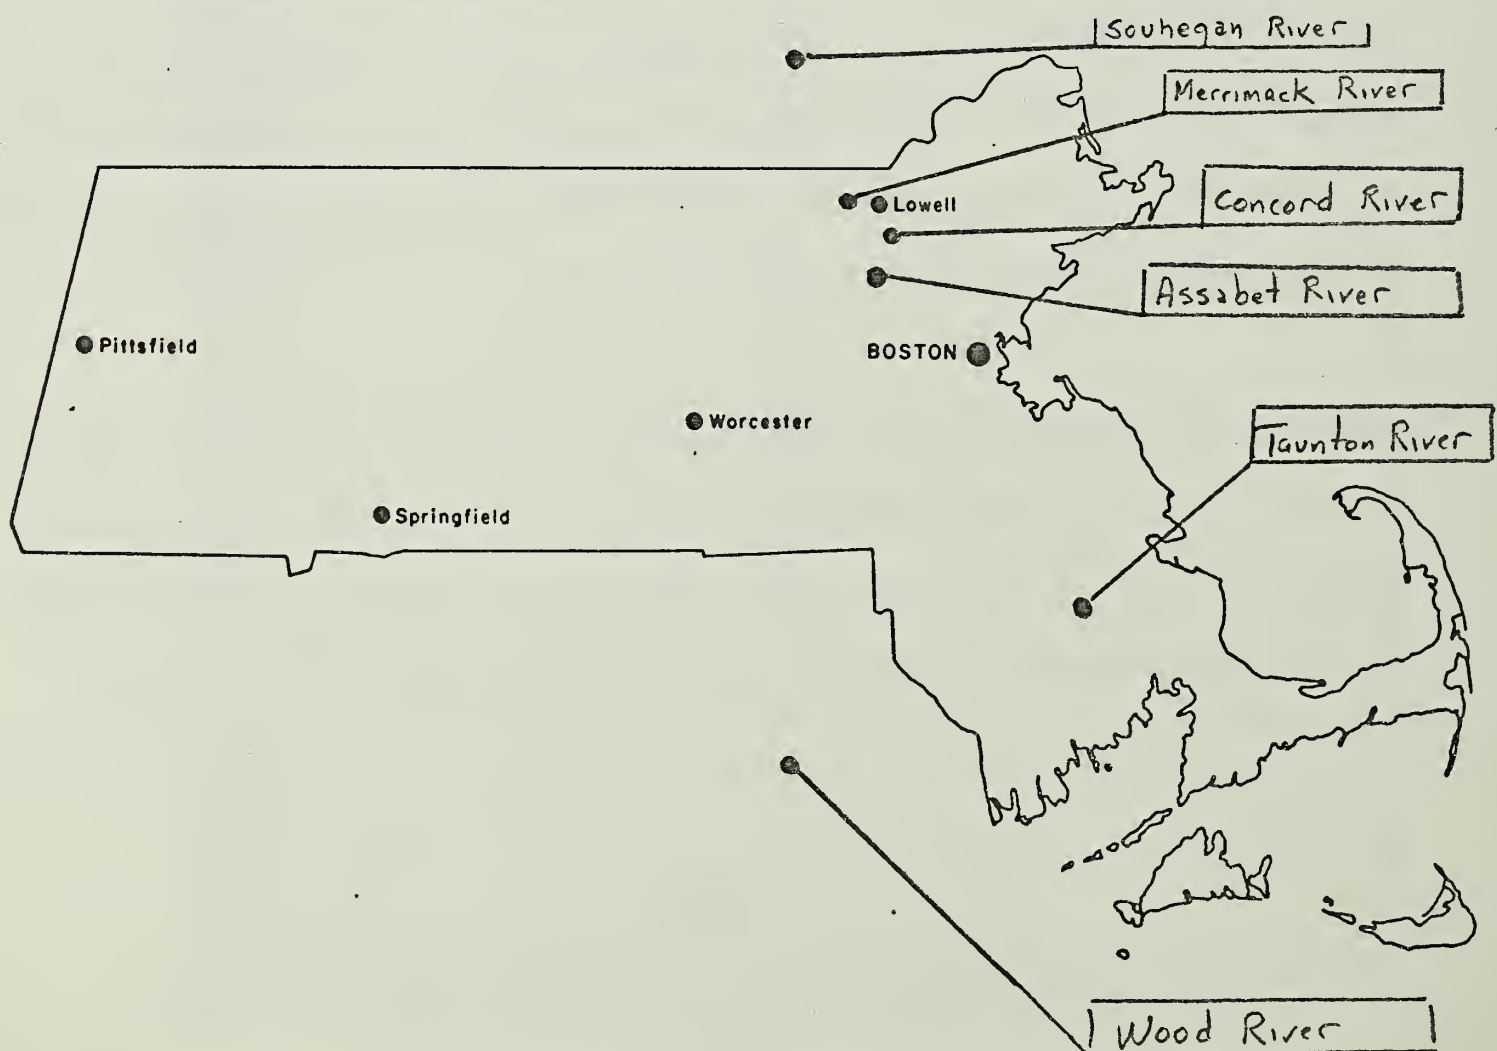 Souhegan River
Merrimack River
Concord River
Lowell
Assabet River
Pittsfield
BOSTON
Worcester
Taunton River
Springfield
Wood River